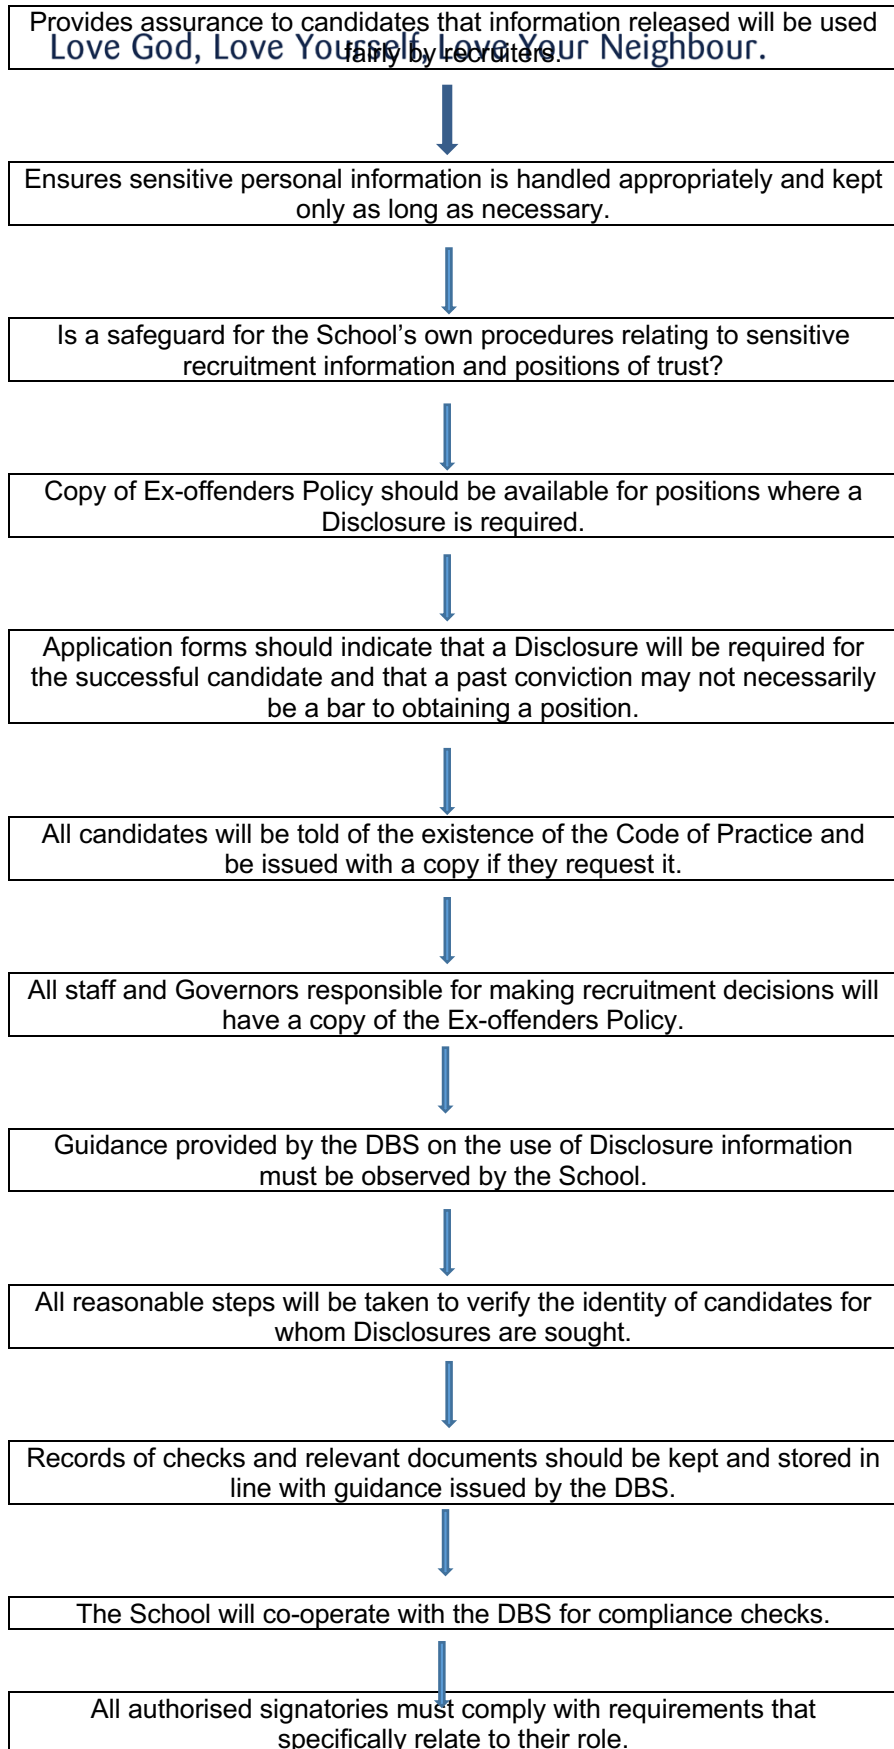 Provides assurance to candidates that information released will be used
Love God, Love Yourself, Love Your Neighbour.
fairly by recruiters.
Ensures sensitive personal information is handled appropriately and kept
only as long as necessary.
Is a safeguard for the School’s own procedures relating to sensitive
recruitment information and positions of trust?
Copy of Ex-offenders Policy should be available for positions where a
Disclosure is required.
Application forms should indicate that a Disclosure will be required for
the successful candidate and that a past conviction may not necessarily
be a bar to obtaining a position.
All candidates will be told of the existence of the Code of Practice and
be issued with a copy if they request it.
All staff and Governors responsible for making recruitment decisions will
have a copy of the Ex-offenders Policy.
Guidance provided by the DBS on the use of Disclosure information
must be observed by the School.
All reasonable steps will be taken to verify the identity of candidates for
whom Disclosures are sought.
Records of checks and relevant documents should be kept and stored in
line with guidance issued by the DBS.
The School will co-operate with the DBS for compliance checks.
All authorised signatories must comply with requirements that
specifically relate to their role.